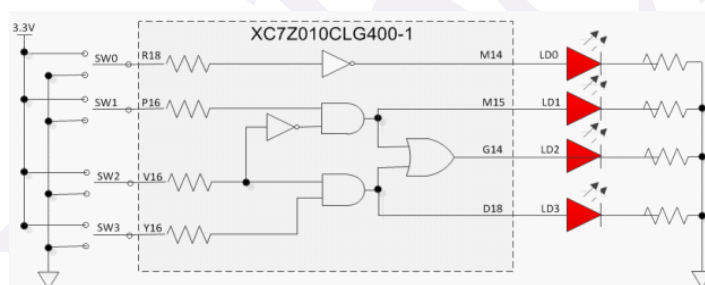 XC7Z010CLG400-1
3.3V
SW0 R18 M14 LD0
SW1 P16 M15 LD1
G14 LD2
SW2 V16
D18 LD3
SW3 Y16